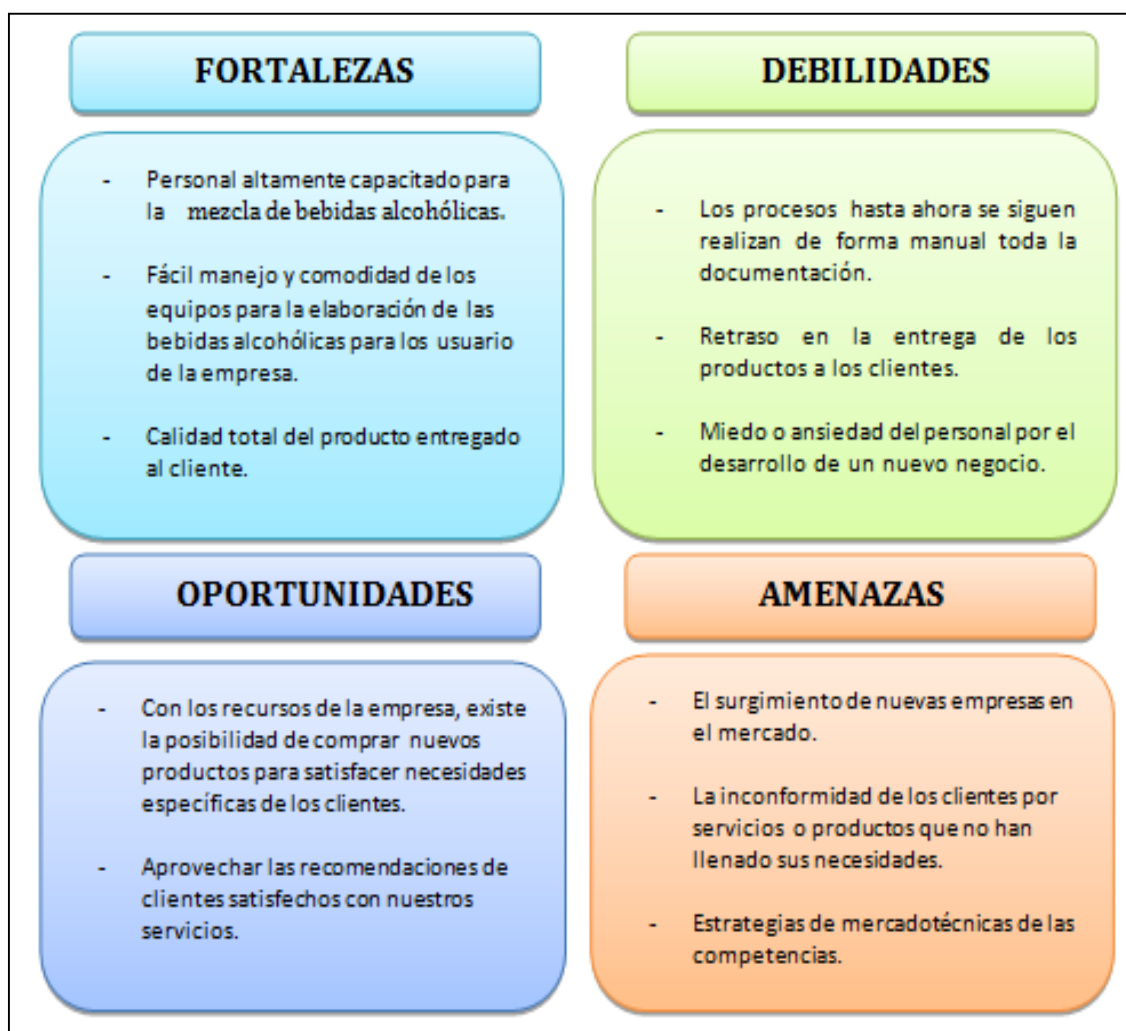 FORTALEZAS
- Personal altamente capacitado para
la mezcla de bebidas alcohólicas.
- Fácil manejo y comodidad de los
equipos para la elaboración de las
bebidas alcohólicas para los usuario
de la empresa.
- Calidad total del producto entregado
al cliente.
DEBILIDADES
- Los procesos hasta ahora se siguen
realizan de forma manual toda la
documentación.
- Retraso en la entrega de los
productos a los clientes.
- Miedo o ansiedad del personal por el
desarrollo de un nuevo negocio.
OPORTUNIDADES
- Con los recursos de la empresa, existe
la posibilidad de comprar nuevos
productos para satisfacer necesidades
específicas de los clientes.
- Aprovechar las recomendaciones de
clientes satisfechos con nuestros
servicios.
AMENAZAS
- El surgimiento de nuevas empresas en
el mercado.
- La inconformidad de los clientes por
servicios o productos que no han
llenado sus necesidades.
- Estrategias de mercadotécnicas de las
competencias.